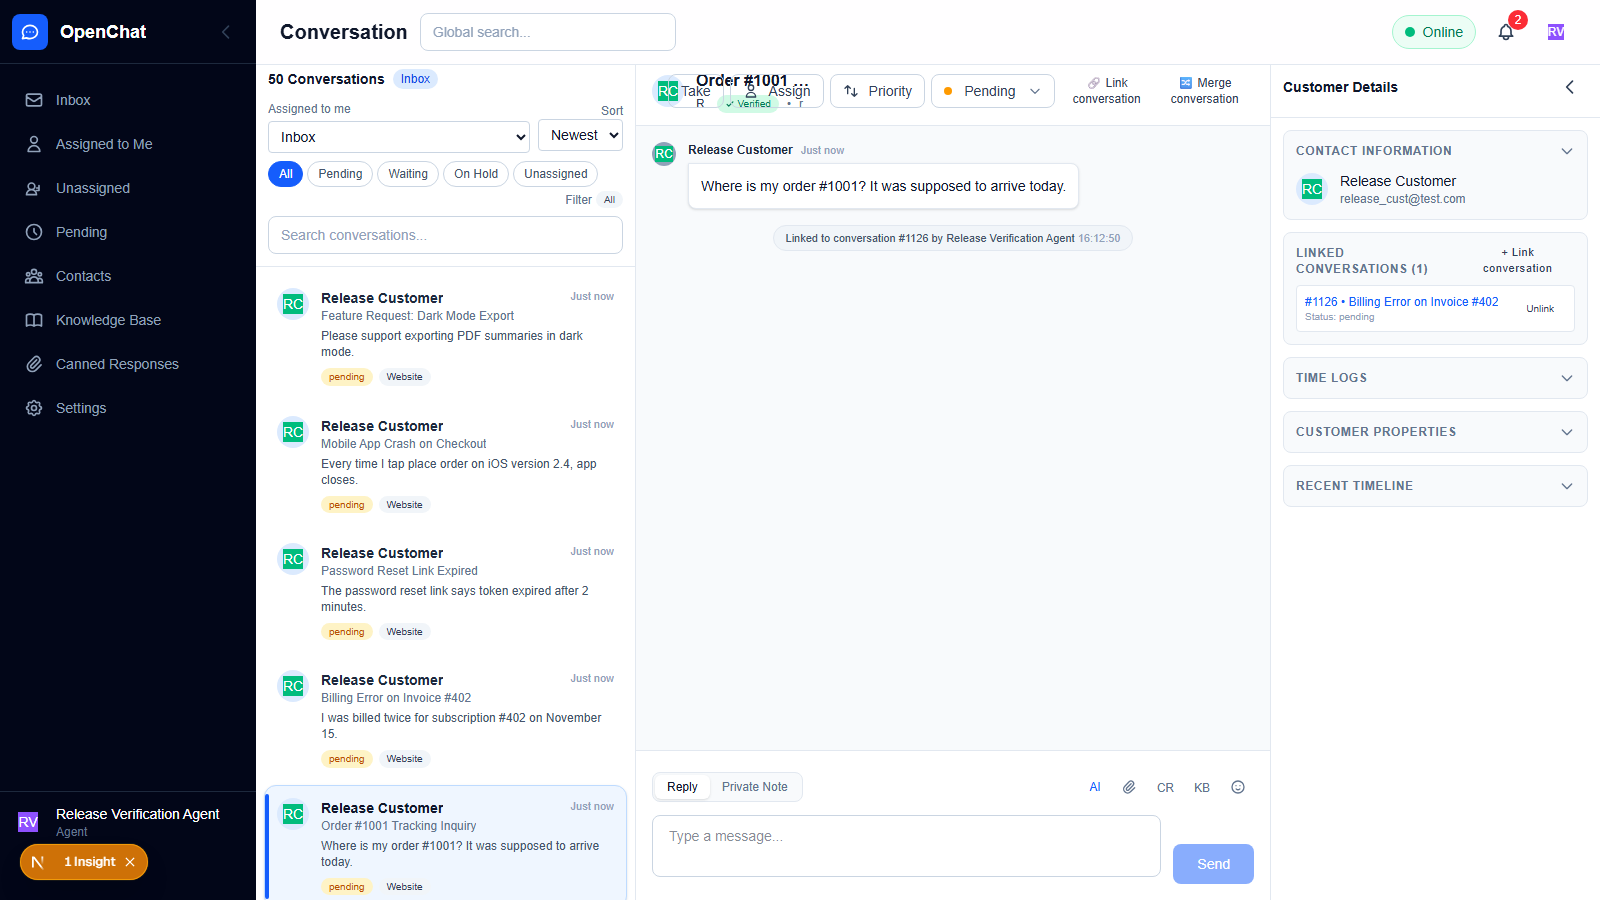 OpenChat
Inbox
Assigned to Me
Unassigned
Pending
Contacts
Knowledge Base
Canned Responses
Settings
RV
Release Verification Agent
Agent
1 Insight
Conversation
Global search...
Online
2
RV
50 Conversations
Inbox
Assigned to me
Sort
Inbox
Newest
All
Pending
Waiting
On Hold
Unassigned
Filter
All
Search conversations...
RC
Release Customer
Just now
Feature Request: Dark Mode Export
Please support exporting PDF summaries in dark
mode.
pending
Website
RC
Release Customer
Just now
Mobile App Crash on Checkout
Every time I tap place order on iOS version 2.4, app
closes.
pending
Website
RC
Release Customer
Just now
Password Reset Link Expired
The password reset link says token expired after 2
minutes.
pending
Website
RC
Release Customer
Just now
Billing Error on Invoice #402
I was billed twice for subscription #402 on November
15.
pending
Website
RC
Release Customer
Just now
Order #1001 Tracking Inquiry
Where is my order #1001? It was supposed to arrive
today.
pending
Website
RC
Order #1001 ...
R
✓ Verified
• r
Take
Assign
Priority
Pending
Link
conversation
Merge
conversation
RC
Release Customer
Just now
Where is my order #1001? It was supposed to arrive today.
Linked to conversation #1126 by Release Verification Agent 16:12:50
Reply
Private Note
AI
CR
KB
Type a message...
Send
Customer Details
CONTACT INFORMATION
RC
Release Customer
release_cust@test.com
LINKED
CONVERSATIONS (1)
+ Link
conversation
#1126 • Billing Error on Invoice #402
Status: pending
Unlink
TIME LOGS
CUSTOMER PROPERTIES
RECENT TIMELINE